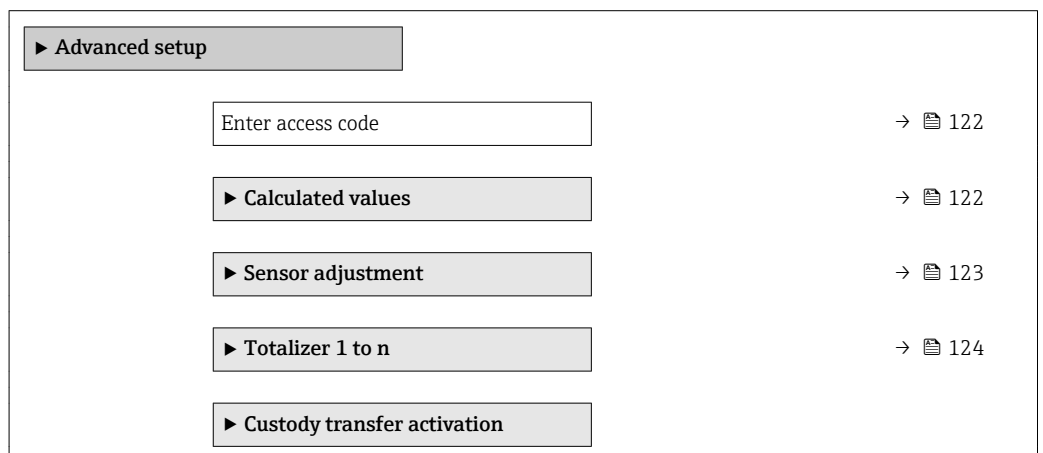 ▶ Advanced setup
Enter access code → 122
▶ Calculated values → 122
▶ Sensor adjustment → 123
▶ Totalizer 1 to n → 124
▶ Custody transfer activation